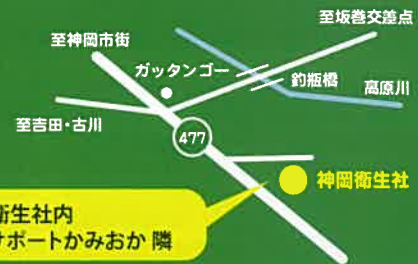 至坂巻交差点
至神岡市街
ガッタンゴー
釣瓶橋
高原川
至吉田・古川
477
神岡衛生社
衛生社内
サポートかみおか 隣